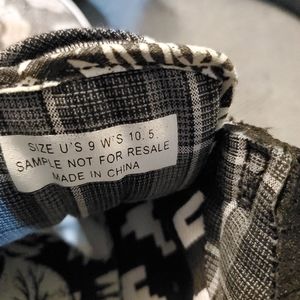 SIZE U'S 9 W'S 10.5.
SAMPLE NOT FOR RESALE
MADE IN CHINA